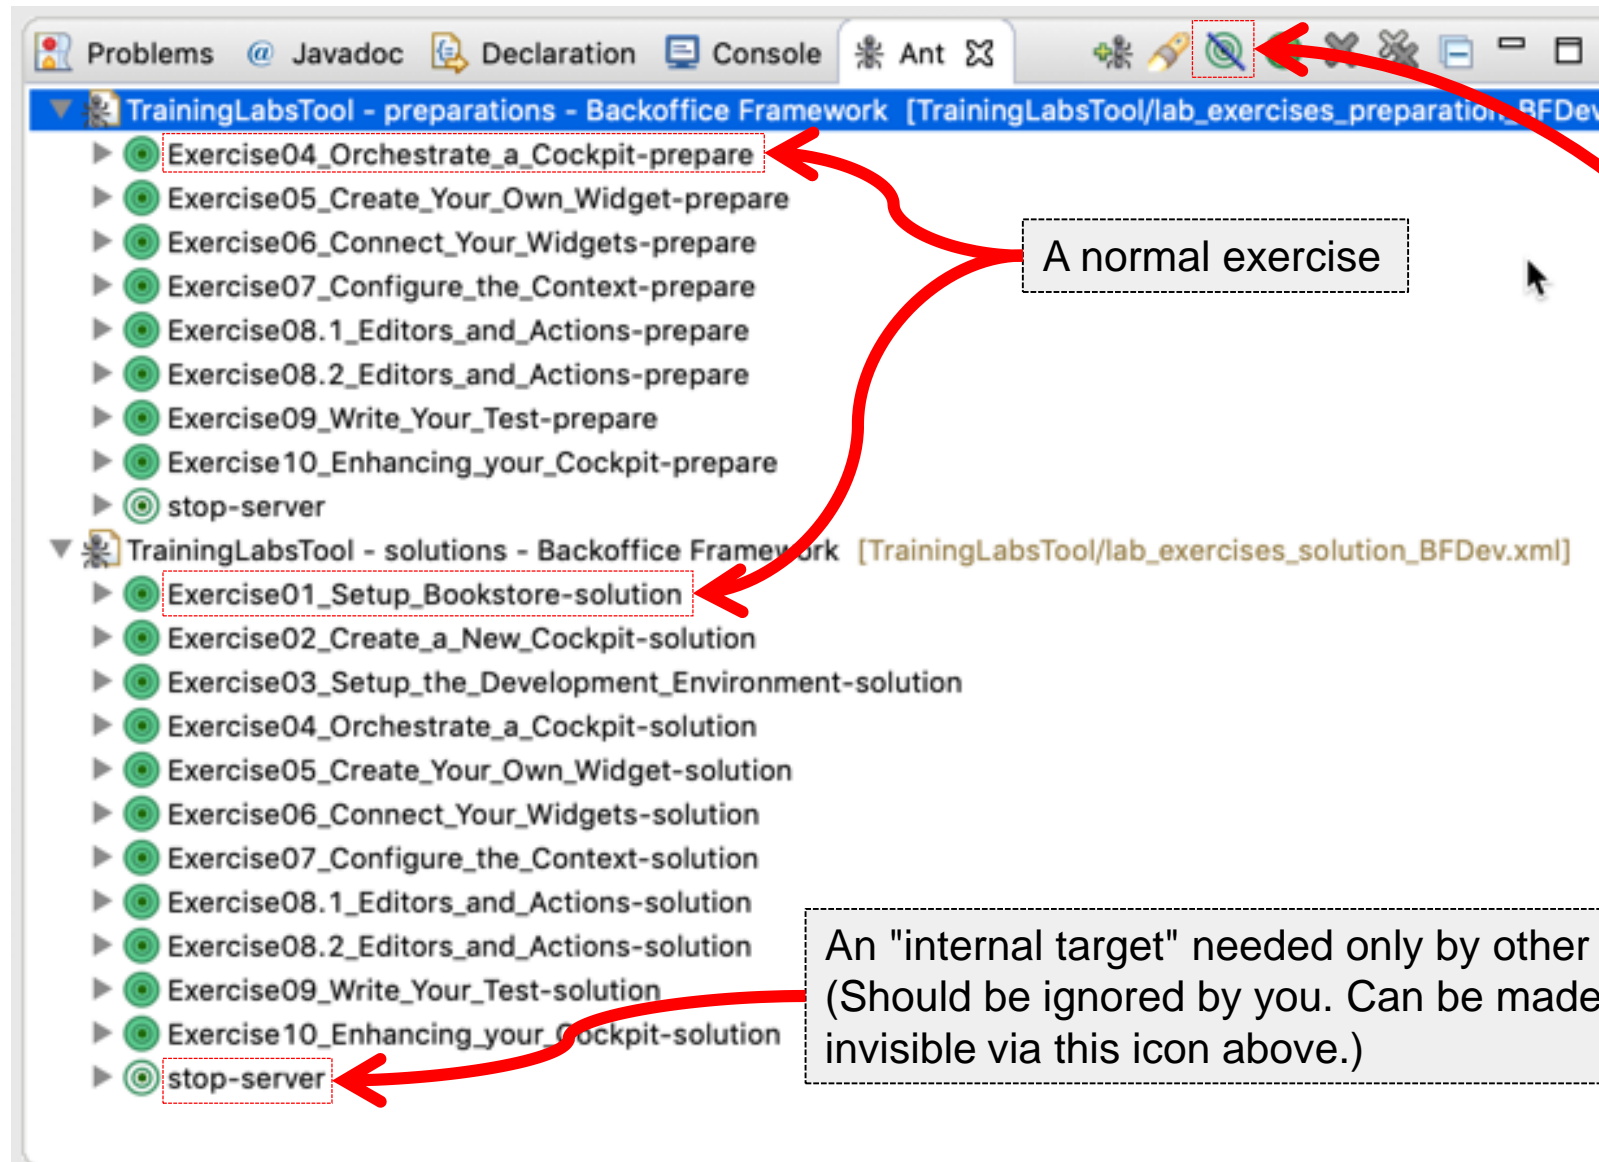 Problems @ Javadoc Declaration Console Ant
TrainingLabsTool - preparations - Backoffice Framework [TrainingLabsTool/lab_exercises_preparation_BFDev
Exercise04_Orchestrate_a_Cockpit-prepare
Exercise05_Create_Your_Own_Widget-prepare
Exercise06_Connect_Your_Widgets-prepare
A normal exercise
Exercise07_Configure_the_Context-prepare
Exercise08.1_Editors_and_Actions-prepare
Exercise08.2_Editors_and_Actions-prepare
Exercise09_Write_Your_Test-prepare
Exercise10_Enhancing_your_Cockpit-prepare
stop-server
TrainingLabsTool - solutions - Backoffice Framework [TrainingLabsTool/lab_exercises_solution_BFDev.xml]
Exercise01_Setup_Bookstore-solution
Exercise02_Create_a_New_Cockpit-solution
Exercise03_Setup_the_Development_Environment-solution
Exercise04_Orchestrate_a_Cockpit-solution
Exercise05_Create_Your_Own_Widget-solution
Exercise06_Connect_Your_Widgets-solution
Exercise07_Configure_the_Context-solution
Exercise08.1_Editors_and_Actions-solution
Exercise08.2_Editors_and_Actions-solution
Exercise09_Write_Your_Test-solution
Exercise10_Enhancing_your_Cockpit-solution
stop-server
An "internal target" needed only by other
(Should be ignored by you. Can be made
invisible via this icon above.)